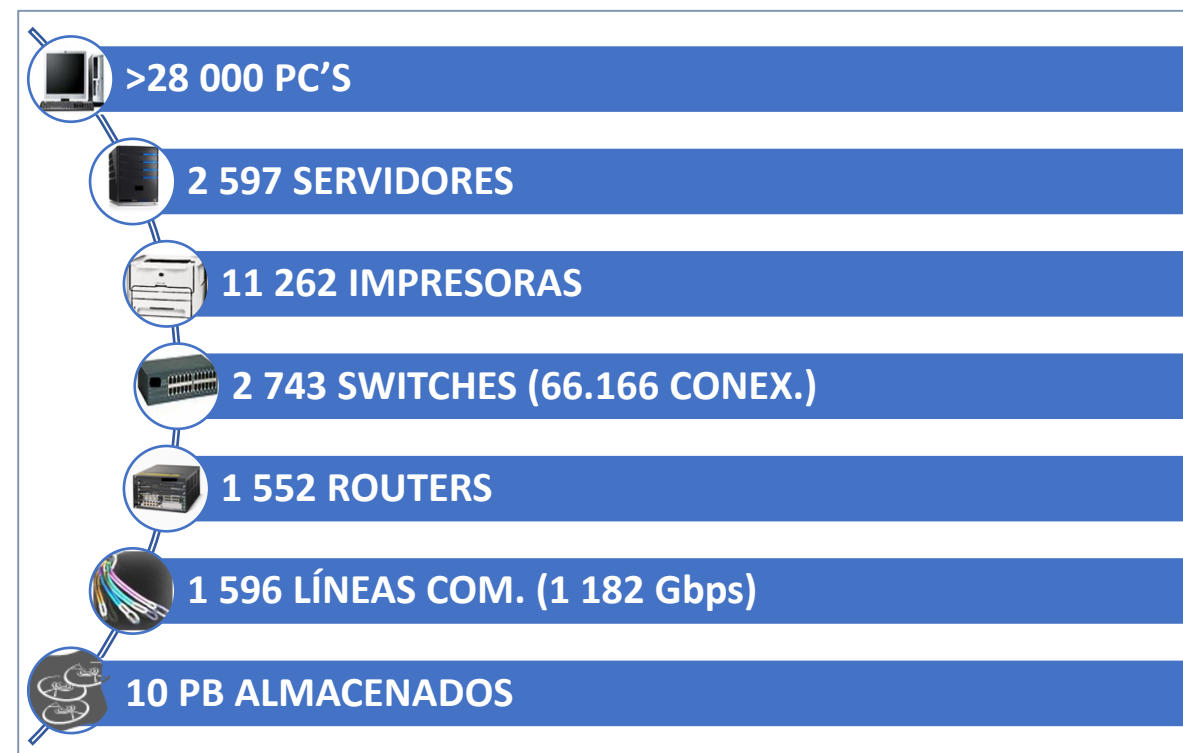 >28 000 PC’S
2 597 SERVIDORES
11 262 IMPRESORAS
2 743 SWITCHES (66.166 CONEX.)
1 552 ROUTERS
1 596 LÍNEAS COM. (1 182 Gbps)
10 PB ALMACENADOS